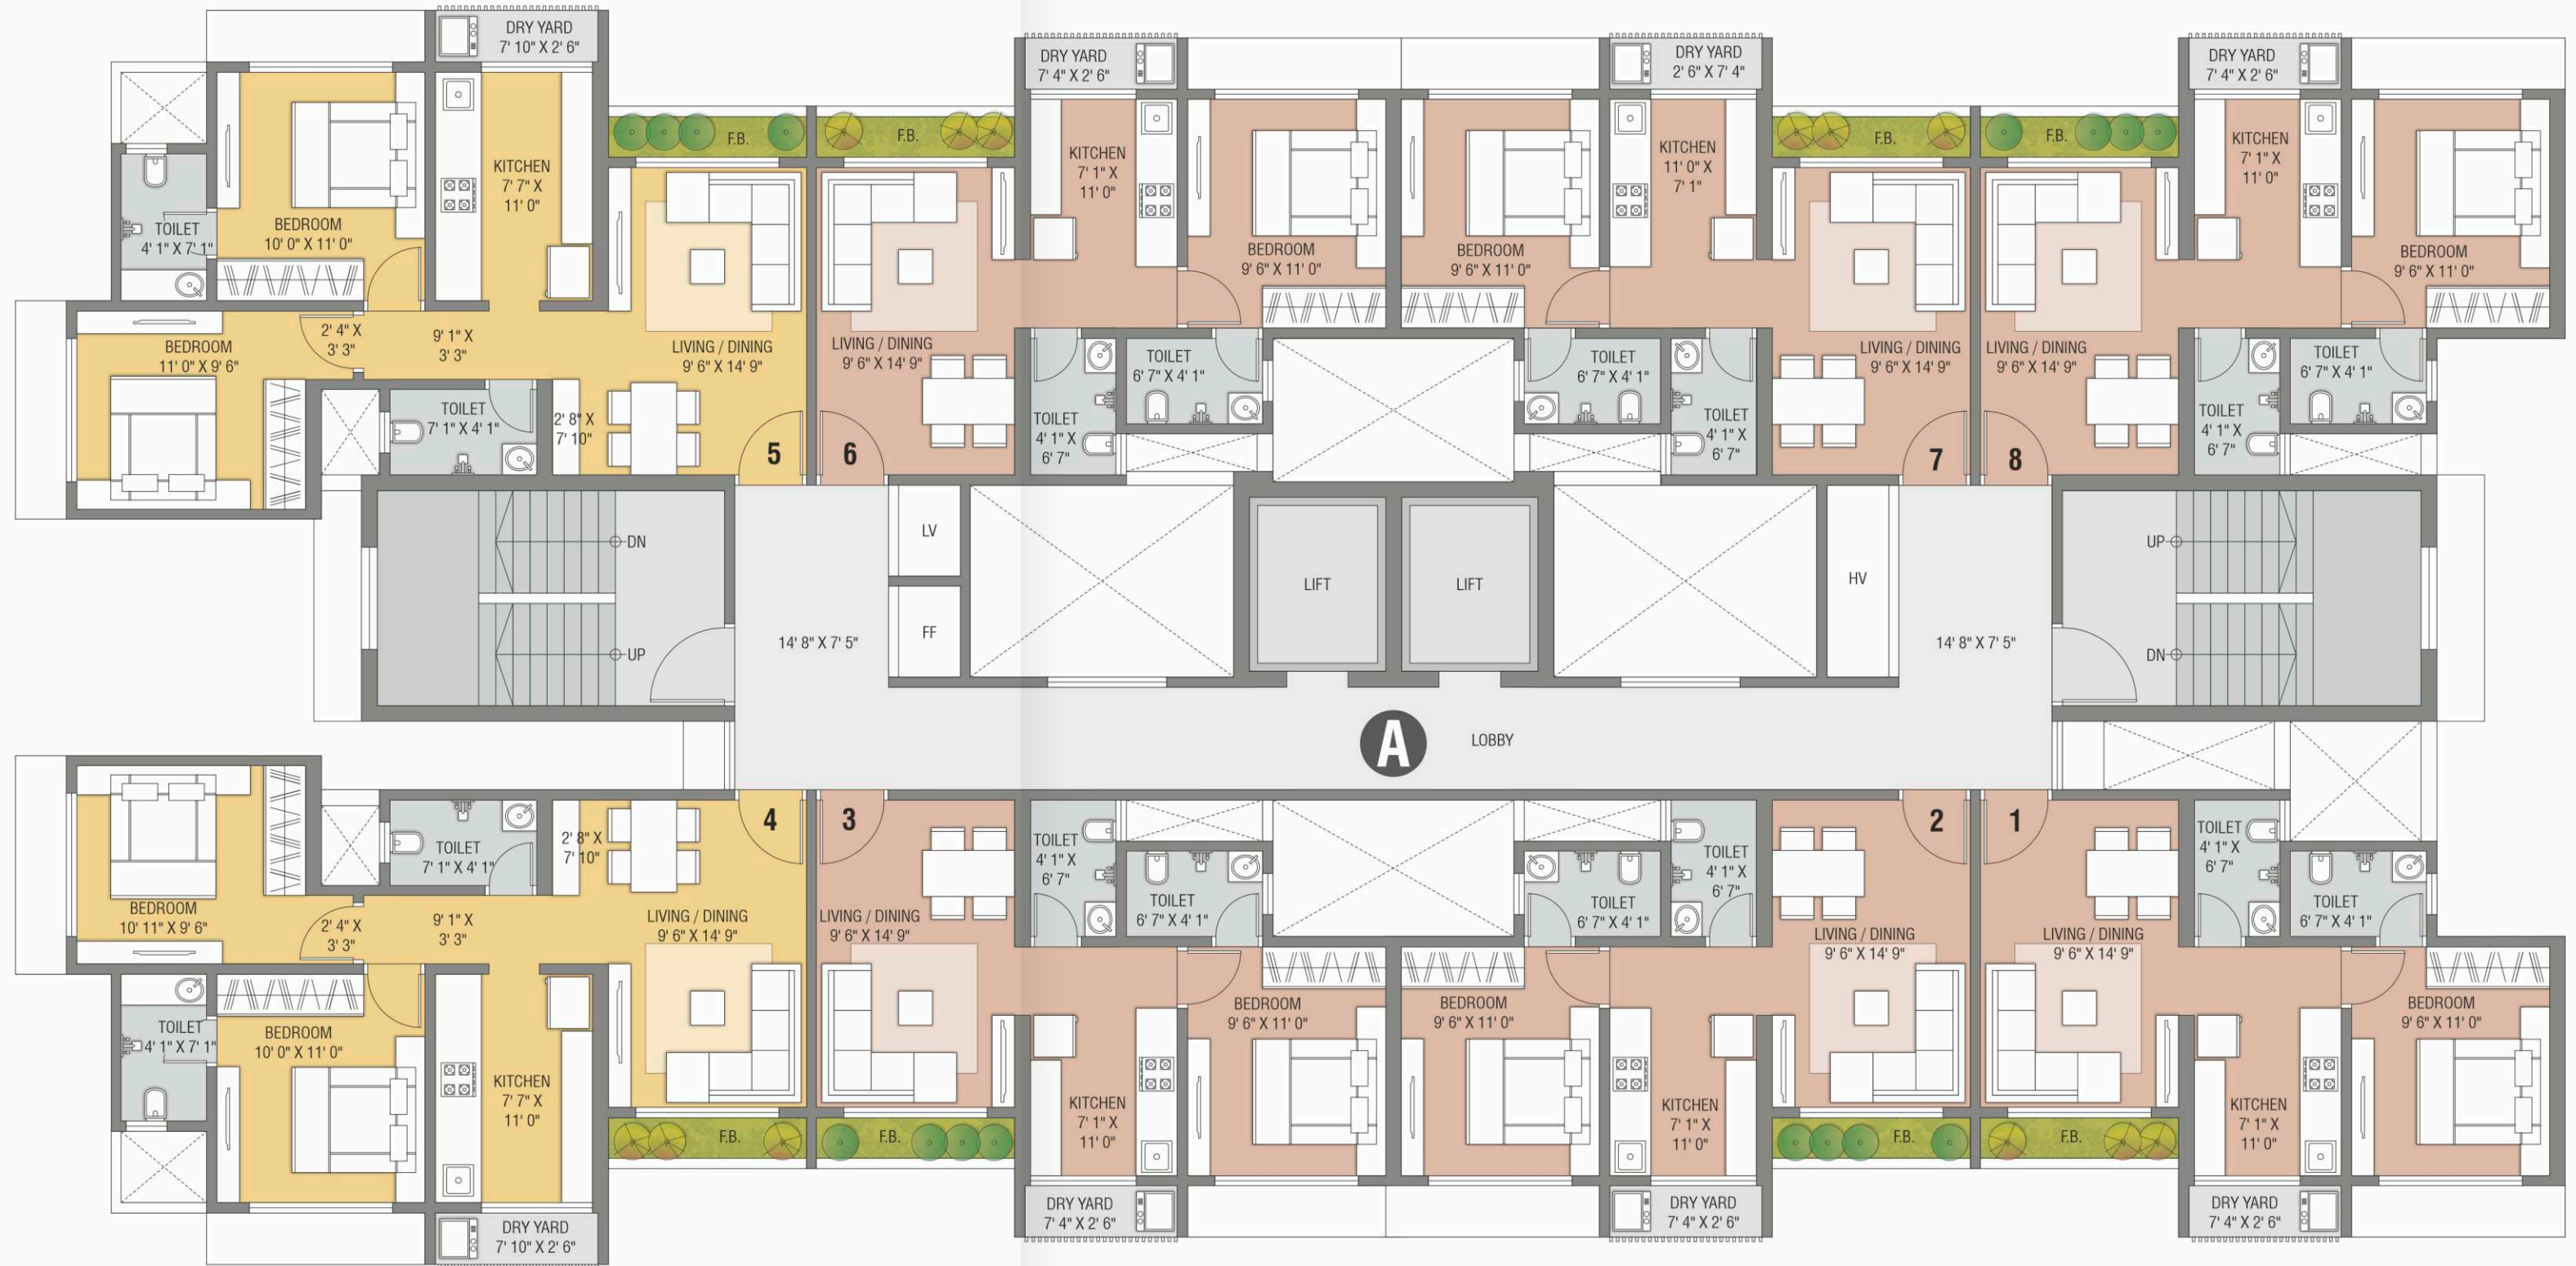 DRY YARD
7' 10" X 2' 6"
KITCHEN
7' 7" X
11' 0"
BEDROOM
10' 0" X 11' 0"
TOILET
4' 1" X 7' 1"
BEDROOM
11' 0" X 9' 6"
2' 4" X
3' 3"
9' 1" X
3' 3"
TOILET
7' 1" X 4' 1"
2' 8" X
7' 10"
F.B.
LIVING / DINING
9' 6" X 14' 9"
5
F.B.
LIVING / DINING
9' 6" X 14' 9"
6
DRY YARD
7' 4" X 2' 6"
KITCHEN
7' 1" X
11' 0"
BEDROOM
9' 6" X 11' 0"
TOILET
4' 1" X
6' 7"
TOILET
6' 7" X 4' 1"
BEDROOM
9' 6" X 11' 0"
DRY YARD
2' 6" X 7' 4"
KITCHEN
11' 0" X
7' 1"
TOILET
6' 7" X 4' 1"
TOILET
4' 1" X
6' 7"
F.B.
LIVING / DINING
9' 6" X 14' 9"
7
F.B.
LIVING / DINING
9' 6" X 14' 9"
8
DRY YARD
7' 4" X 2' 6"
KITCHEN
7' 1" X
11' 0"
BEDROOM
9' 6" X 11' 0"
TOILET
4' 1" X
6' 7"
TOILET
6' 7" X 4' 1"
DN
UP
14' 8" X 7' 5"
LV
FF
LIFT
LIFT
HV
14' 8" X 7' 5"
UP
DN
A
LOBBY
BEDROOM
10' 11" X 9' 6"
2' 4" X
3' 3"
9' 1" X
3' 3"
TOILET
7' 1" X 4' 1"
2' 8" X
7' 10"
4
LIVING / DINING
9' 6" X 14' 9"
TOILET
4' 1" X 7' 1"
BEDROOM
10' 0" X 11' 0"
KITCHEN
7' 7" X
11' 0"
F.B.
DRY YARD
7' 10" X 2' 6"
3
LIVING / DINING
9' 6" X 14' 9"
F.B.
TOILET
4' 1" X
6' 7"
TOILET
6' 7" X 4' 1"
BEDROOM
9' 6" X 11' 0"
KITCHEN
7' 1" X
11' 0"
DRY YARD
7' 4" X 2' 6"
TOILET
6' 7" X 4' 1"
TOILET
4' 1" X
6' 7"
BEDROOM
9' 6" X 11' 0"
KITCHEN
7' 1" X
11' 0"
DRY YARD
7' 4" X 2' 6"
2
LIVING / DINING
9' 6" X 14' 9"
F.B.
1
LIVING / DINING
9' 6" X 14' 9"
F.B.
TOILET
4' 1" X
6' 7"
TOILET
6' 7" X 4' 1"
BEDROOM
9' 6" X 11' 0"
KITCHEN
7' 1" X
11' 0"
DRY YARD
7' 4" X 2' 6"